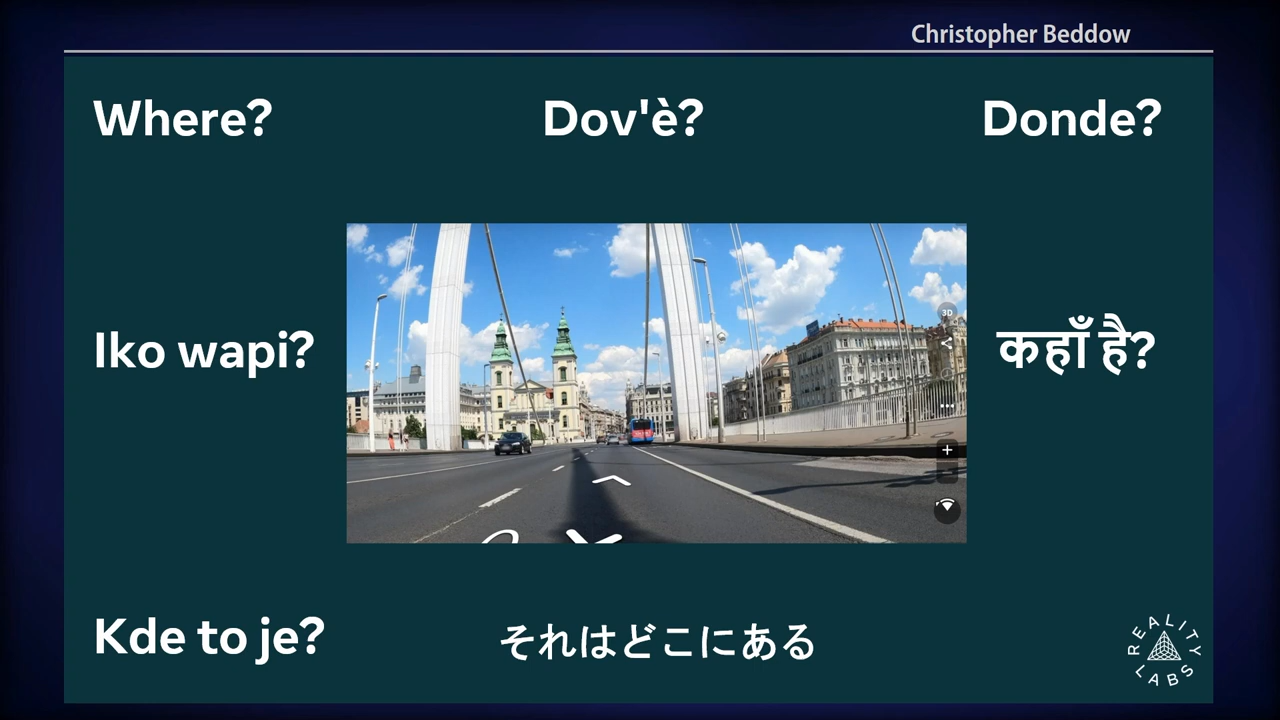 Christopher Beddow
Where?
Dov'è?
Donde?
Iko wapi?
3D
कहाँ है?
Kde to je?
それはどこにある
REALITY LABS